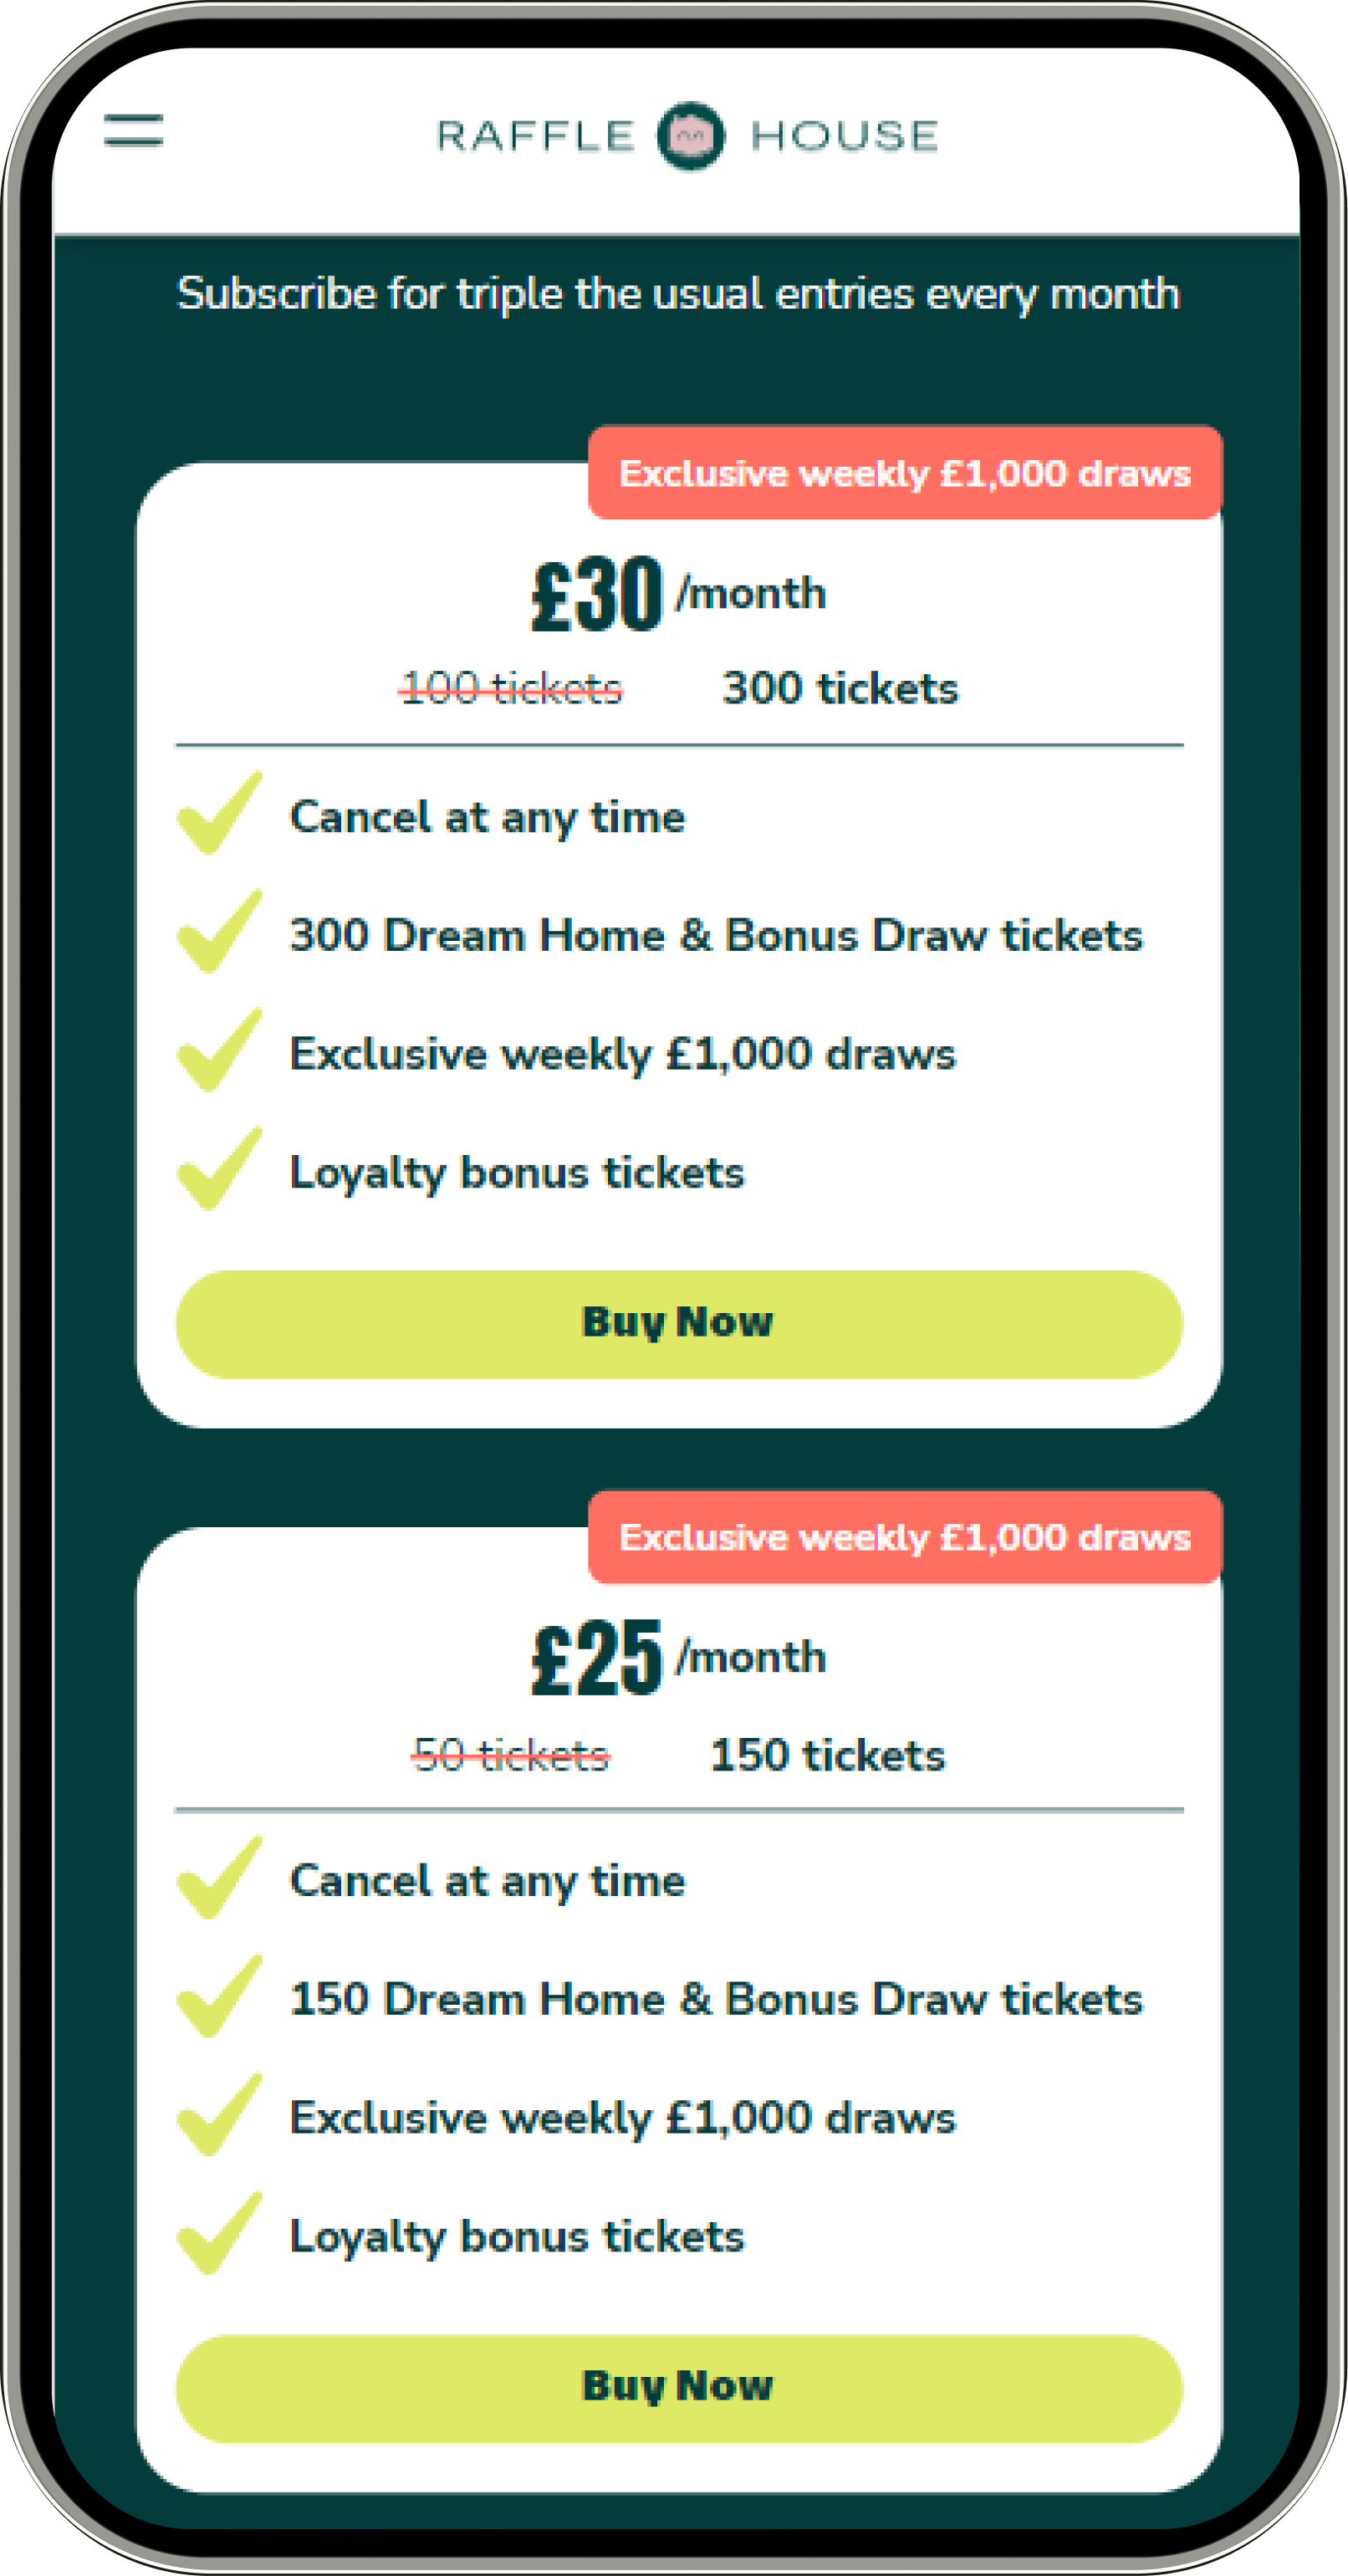 RAFFLE HOUSE
Subscribe for triple the usual entries every month
Exclusive weekly £1,000 draws
£30 /month
100 tickets 300 tickets
Cancel at any time
300 Dream Home & Bonus Draw tickets
Exclusive weekly £1,000 draws
Loyalty bonus tickets
Buy Now
Exclusive weekly £1,000 draws
£25 /month
50 tickets 150 tickets
Cancel at any time
150 Dream Home & Bonus Draw tickets
Exclusive weekly £1,000 draws
Loyalty bonus tickets
Buy Now